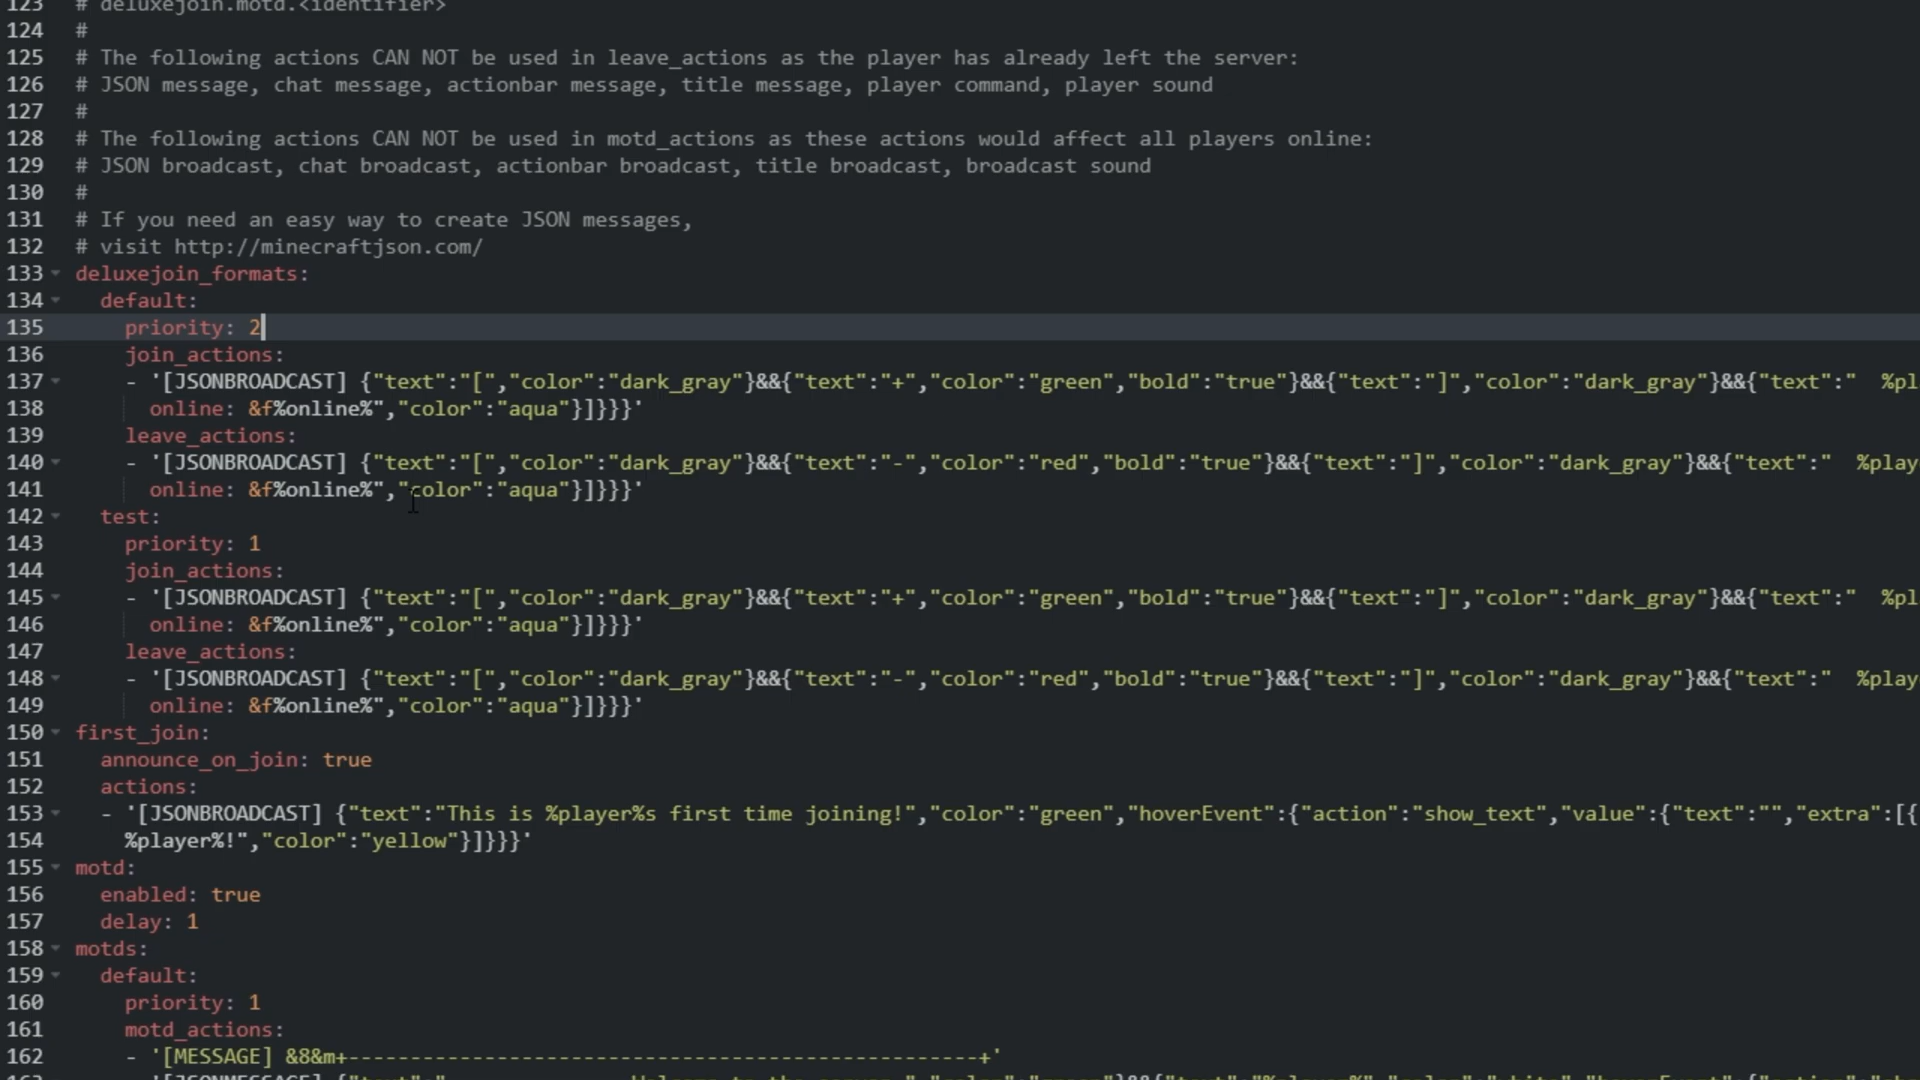 123 # deluxejoin.motd.<identifier>
124 #
125 # The following actions CAN NOT be used in leave_actions as the player has already left the server:
126 # JSON message, chat message, actionbar message, title message, player command, player sound
127 #
128 # The following actions CAN NOT be used in motd_actions as these actions would affect all players online:
129 # JSON broadcast, chat broadcast, actionbar broadcast, title broadcast, broadcast sound
130 #
131 # If you need an easy way to create JSON messages,
132 # visit http://minecraftjson.com/
133 deluxejoin_formats:
134 default:
135 priority: 2
136 join_actions:
137 - '[JSONBROADCAST] {"text":"[","color":"dark_gray"}&&{"text":"+","color":"green","bold":"true"}&&{"text":"]","color":"dark_gray"}&&{"text":"  %pl
138 online: &f%online%","color":"aqua"}]}}}'
139 leave_actions:
140 - '[JSONBROADCAST] {"text":"[","color":"dark_gray"}&&{"text":"-","color":"red","bold":"true"}&&{"text":"]","color":"dark_gray"}&&{"text":"  %play
141 online: &f%online%","color":"aqua"}]}}}'
142 test:
143 priority: 1
144 join_actions:
145 - '[JSONBROADCAST] {"text":"[","color":"dark_gray"}&&{"text":"+","color":"green","bold":"true"}&&{"text":"]","color":"dark_gray"}&&{"text":"  %pl
146 online: &f%online%","color":"aqua"}]}}}'
147 leave_actions:
148 - '[JSONBROADCAST] {"text":"[","color":"dark_gray"}&&{"text":"-","color":"red","bold":"true"}&&{"text":"]","color":"dark_gray"}&&{"text":"  %play
149 online: &f%online%","color":"aqua"}]}}}'
150 first_join:
151 announce_on_join: true
152 actions:
153 - '[JSONBROADCAST] {"text":"This is %player%s first time joining!","color":"green","hoverEvent":{"action":"show_text","value":{"text":"","extra":[{
154 %player%!","color":"yellow"}]}}}'
155 motd:
156 enabled: true
157 delay: 1
158 motds:
159 default:
160 priority: 1
161 motd_actions:
162 - '[MESSAGE] &8&m+---------------------------------------------------+'